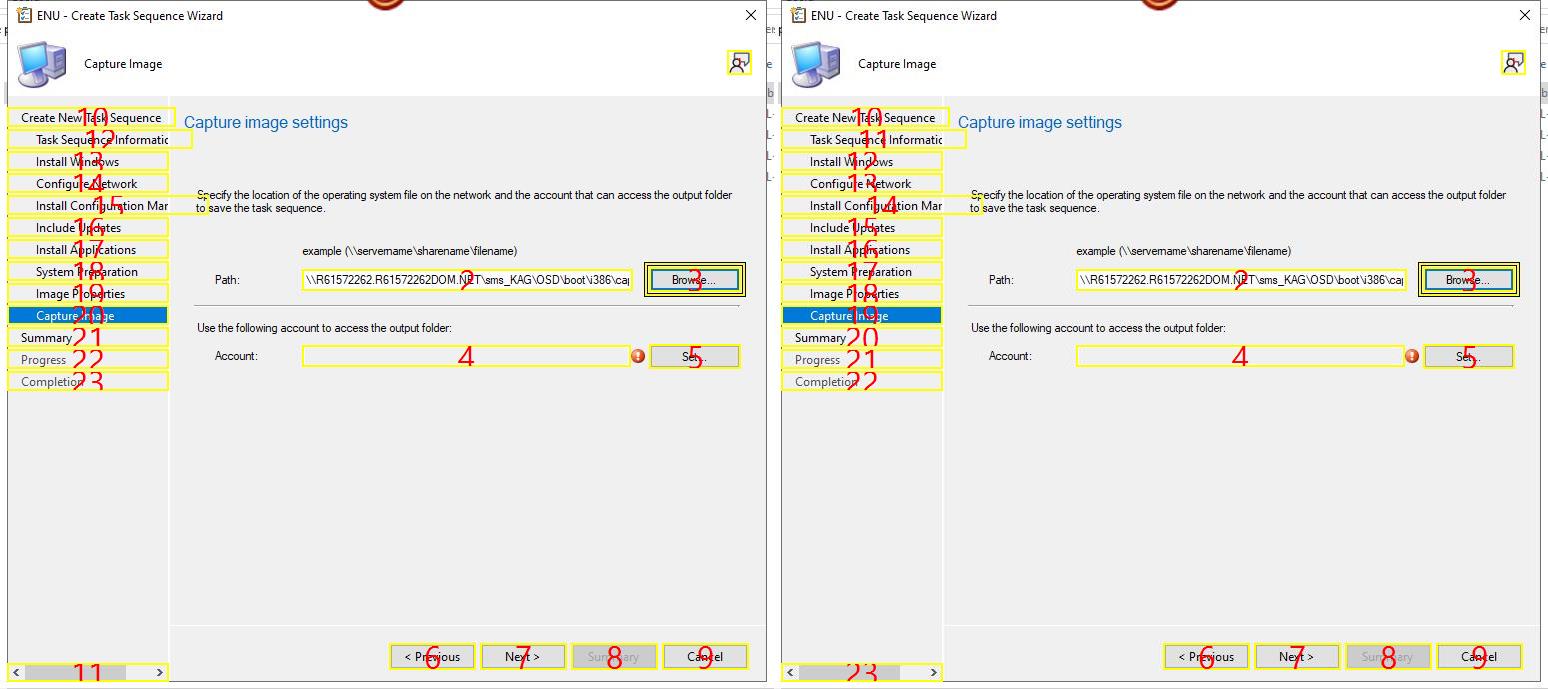 ENU - Create Task Sequence Wizard
Capture Image
10 Create New Task Sequence
12 Task Sequence Informatic
13 Install Windows
14 Configure Network
15 Install Configuration Mar
16 Include Updates
17 Install Applications
18 System Preparation
19 Image Properties
20 Capture Image
21 Summary
22 Progress
23 Completion
11
Capture image settings
Specify the location of the operating system file on the network and the account that can access the output folder
to save the task sequence.
example (\\servername\sharename\filename)
Path: \\R61572262.R61572262DOM.NET\sms_KAG\OSD\boot\i386\cap 2 Browse... 3
Use the following account to access the output folder:
Account: 4 Set... 5
< Previous 6 Next > 7 Summary 8 Cancel 9
ENU - Create Task Sequence Wizard
Capture Image
10 Create New Task Sequence
11 Task Sequence Informatic
12 Install Windows
13 Configure Network
14 Install Configuration Mar
15 Include Updates
16 Install Applications
17 System Preparation
18 Image Properties
19 Capture Image
20 Summary
21 Progress
22 Completion
23
Capture image settings
Specify the location of the operating system file on the network and the account that can access the output folder
to save the task sequence.
example (\\servername\sharename\filename)
Path: \\R61572262.R61572262DOM.NET\sms_KAG\OSD\boot\i386\cap 2 Browse... 3
Use the following account to access the output folder:
Account: 4 Set... 5
< Previous 6 Next > 7 Summary 8 Cancel 9